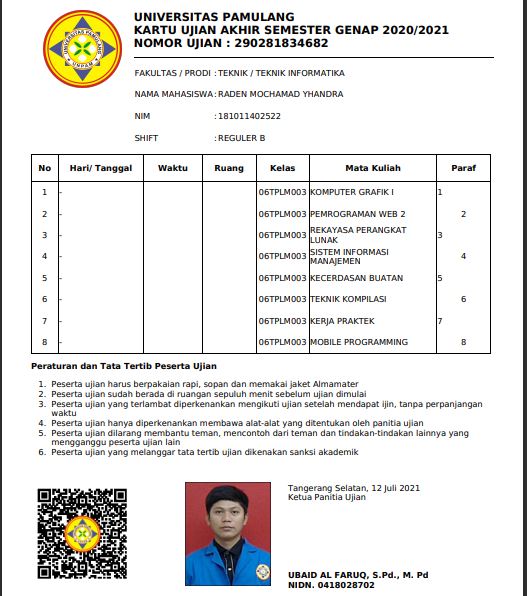 UNIVERSITAS PAMULANG
KARTU UJIAN AKHIR SEMESTER GENAP 2020/2021
NOMOR UJIAN : 290281834682
FAKULTAS / PRODI : TEKNIK / TEKNIK INFORMATIKA
NAMA MAHASISWA : RADEN MOCHAMAD YHANDRA
NIM : 181011402522
SHIFT : REGULER B
No Hari/ Tanggal Waktu Ruang Kelas Mata Kuliah Paraf
1 - 06TPLM003 KOMPUTER GRAFIK I 1
2 - 06TPLM003 PEMROGRAMAN WEB 2 2
3 - 06TPLM003 REKAYASA PERANGKAT LUNAK 3
4 - 06TPLM003 SISTEM INFORMASI MANAJEMEN 4
5 - 06TPLM003 KECERDASAN BUATAN 5
6 - 06TPLM003 TEKNIK KOMPILASI 6
7 - 06TPLM003 KERJA PRAKTEK 7
8 - 06TPLM003 MOBILE PROGRAMMING 8
Peraturan dan Tata Tertib Peserta Ujian
1. Peserta ujian harus berpakaian rapi, sopan dan memakai jaket Almamater
2. Peserta ujian sudah berada di ruangan sepuluh menit sebelum ujian dimulai
3. Peserta ujian yang terlambat diperkenankan mengikuti ujian setelah mendapat ijin, tanpa perpanjangan
waktu
4. Peserta ujian hanya diperkenankan membawa alat-alat yang ditentukan oleh panitia ujian
5. Peserta ujian dilarang membantu teman, mencontoh dari teman dan tindakan-tindakan lainnya yang
mengganggu peserta ujian lain
6. Peserta ujian yang melanggar tata tertib ujian dikenakan sanksi akademik
Tangerang Selatan, 12 Juli 2021
Ketua Panitia Ujian
UBAID AL FARUQ, S.Pd., M. Pd
NIDN. 0418028702